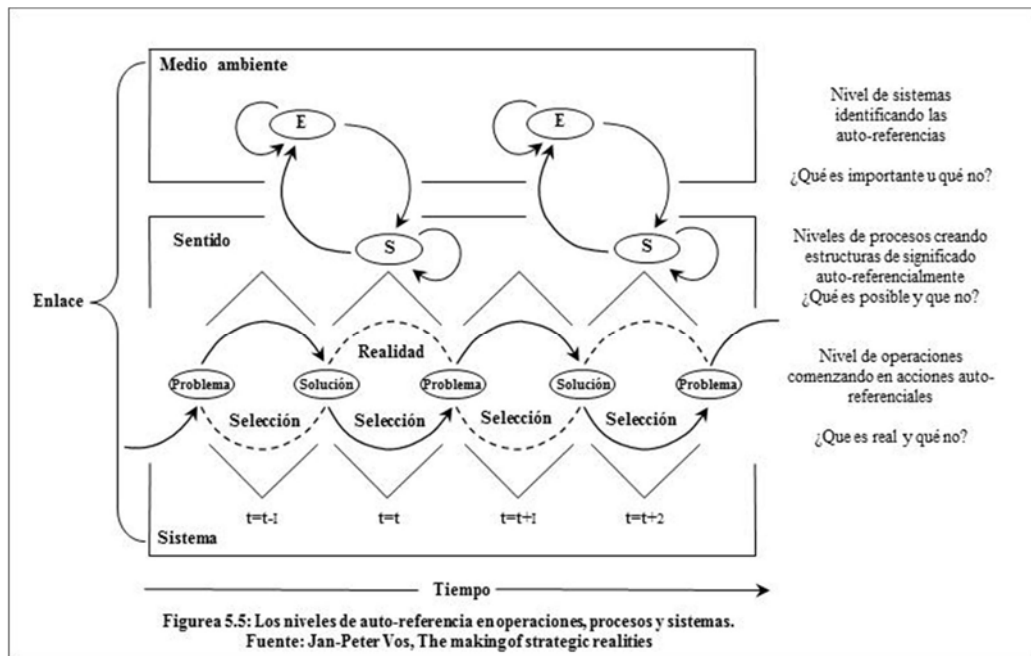 Medio ambiente
E
E
Nivel de sistemas
identificando las
auto-referencias
¿Qué es importante u qué no?
Sentido
S
S
Niveles de procesos creando
estructuras de significado
auto-referencialmente
¿Qué es posible y que no?
Enlace
Realidad
Problema
Solución
Problema
Solución
Problema
Nivel de operaciones
comenzando en acciones auto-
referenciales
Selección
Selección
Selección
Selección
¿Que es real y qué no?
t=t-1
t=t
t=t+1
t=t+2
Sistema
Tiempo
Figurea 5.5: Los niveles de auto-referencia en operaciones, procesos y sistemas.
Fuente: Jan-Peter Vos, The making of strategic realities